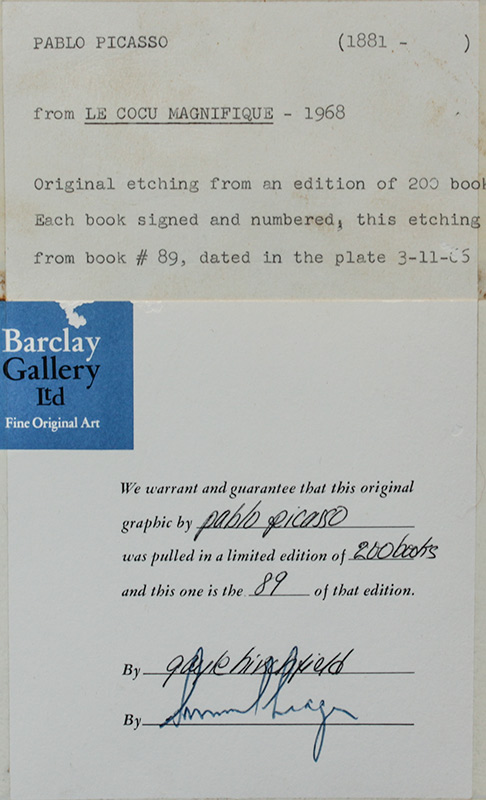 PABLO PICASSO (1881 - )
from LE COCU MAGNIFIQUE - 1968
Original etching from an edition of 200 book
Each book signed and numbered, this etching
from book # 89, dated in the plate 3-11-66
Barclay
Gallery
Ltd
Fine Original Art
We warrant and guarantee that this original
graphic by pablo picasso
was pulled in a limited edition of 200 books
and this one is the 89 of that edition.
By gayle hirschfield
By